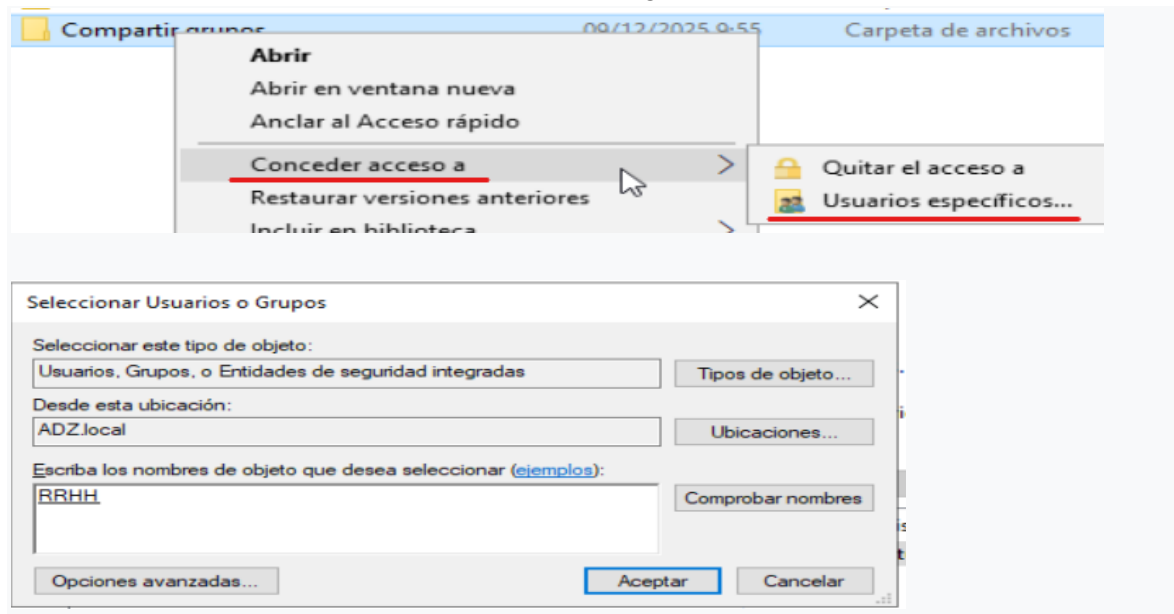 Compartir grupos 09/12/2025 9:55 Carpeta de archivos
Abrir
Abrir en ventana nueva
Anclar al Acceso rápido
Conceder acceso a
Quitar el acceso a
Restaurar versiones anteriores
Usuarios específicos...
Incluir en biblioteca
Seleccionar Usuarios o Grupos
Seleccionar este tipo de objeto:
Usuarios, Grupos, o Entidades de seguridad integradas
Tipos de objeto...
Desde esta ubicación:
ADZ.local
Ubicaciones...
Escriba los nombres de objeto que desea seleccionar (ejemplos):
RRHH
Comprobar nombres
Opciones avanzadas...
Aceptar
Cancelar